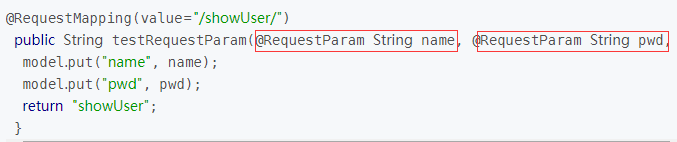 @RequestMapping(value="/showUser/")
public String testRequestParam(@RequestParam String name, @RequestParam String pwd,
model.put("name", name);
model.put("pwd", pwd);
return "showUser";
}